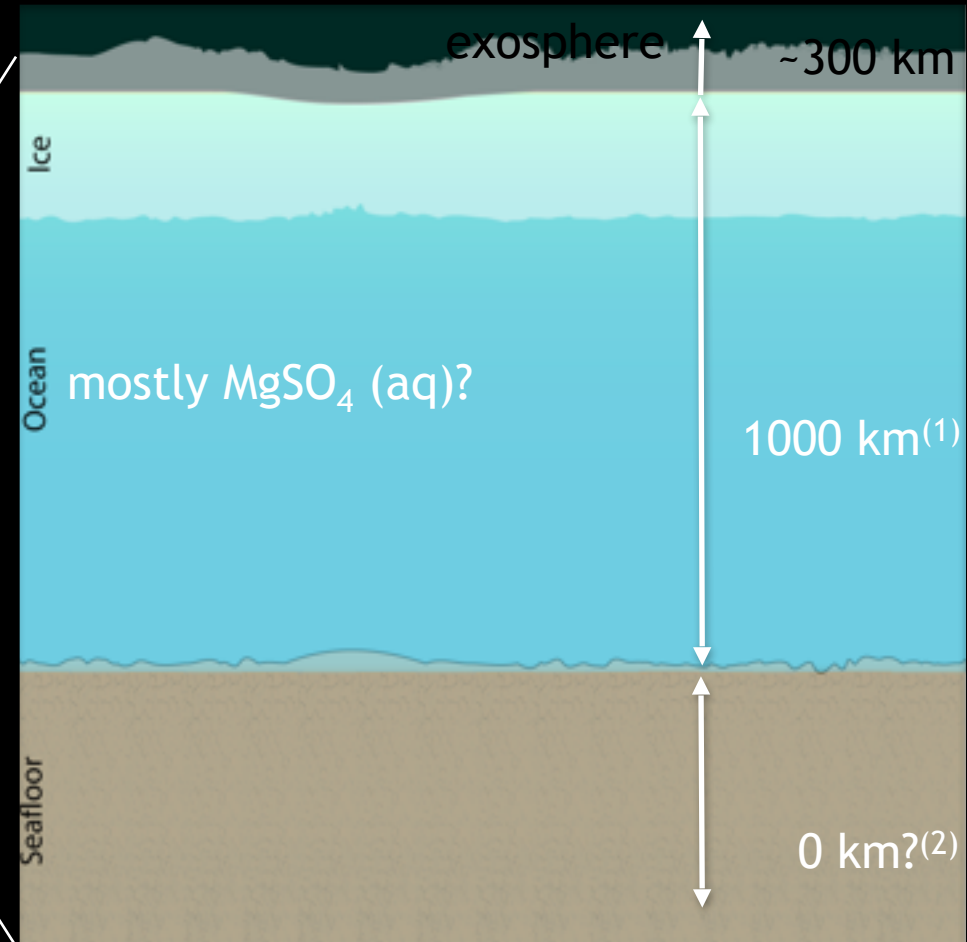 exosphere
~300 km
Ice
Ocean
mostly MgSO₄ (aq)?
1000 km⁽¹⁾
Seafloor
0 km?⁽²⁾